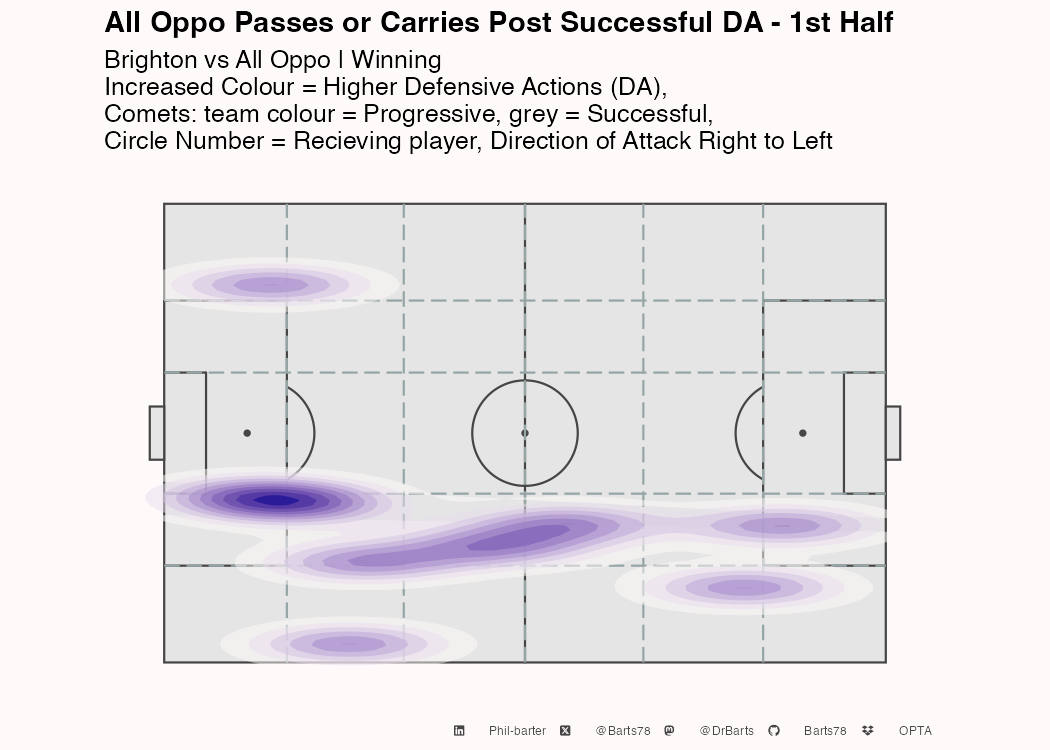 All Oppo Passes or Carries Post Successful DA - 1st Half
Brighton vs All Oppo | Winning
Increased Colour = Higher Defensive Actions (DA),
Comets: team colour = Progressive, grey = Successful,
Circle Number = Recieving player, Direction of Attack Right to Left
Phil-barter @Barts78 @DrBarts Barts78 OPTA